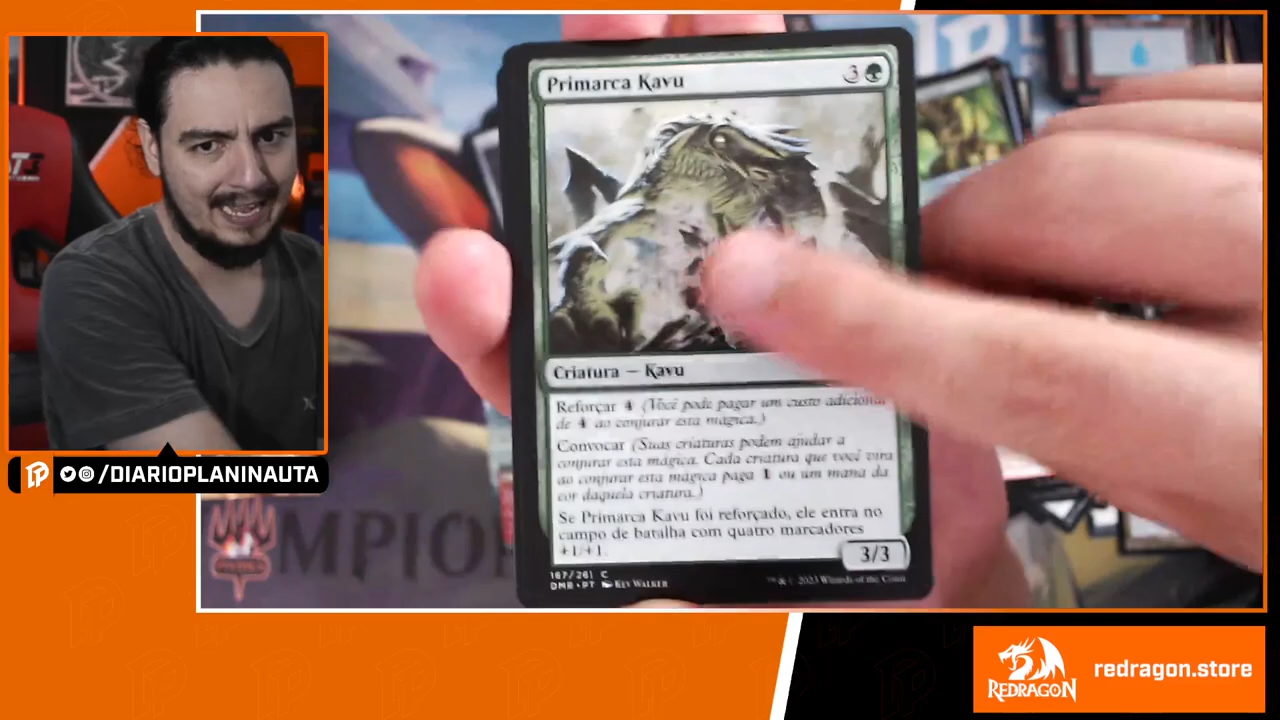 Primarca Kavu
3
Criatura — Kavu
Reforçar 4 (Você pode pagar um custo adicional
de 4 ao conjurar esta mágica.)
Convocar (Suas criaturas podem ajudar a
conjurar esta mágica. Cada criatura que você vira
ao conjurar esta mágica paga 1 ou um mana da
cor daquela criatura.)
Se Primarca Kavu foi reforçado, ele entra no
campo de batalha com quatro marcadores
+1/+1.
3/3
167/261 C
DMR • PT Kev Walker
™ & © 2023 Wizards of the Coast
/DIARIOPLANINAUTA
MPION
REDRAGON
redragon.store